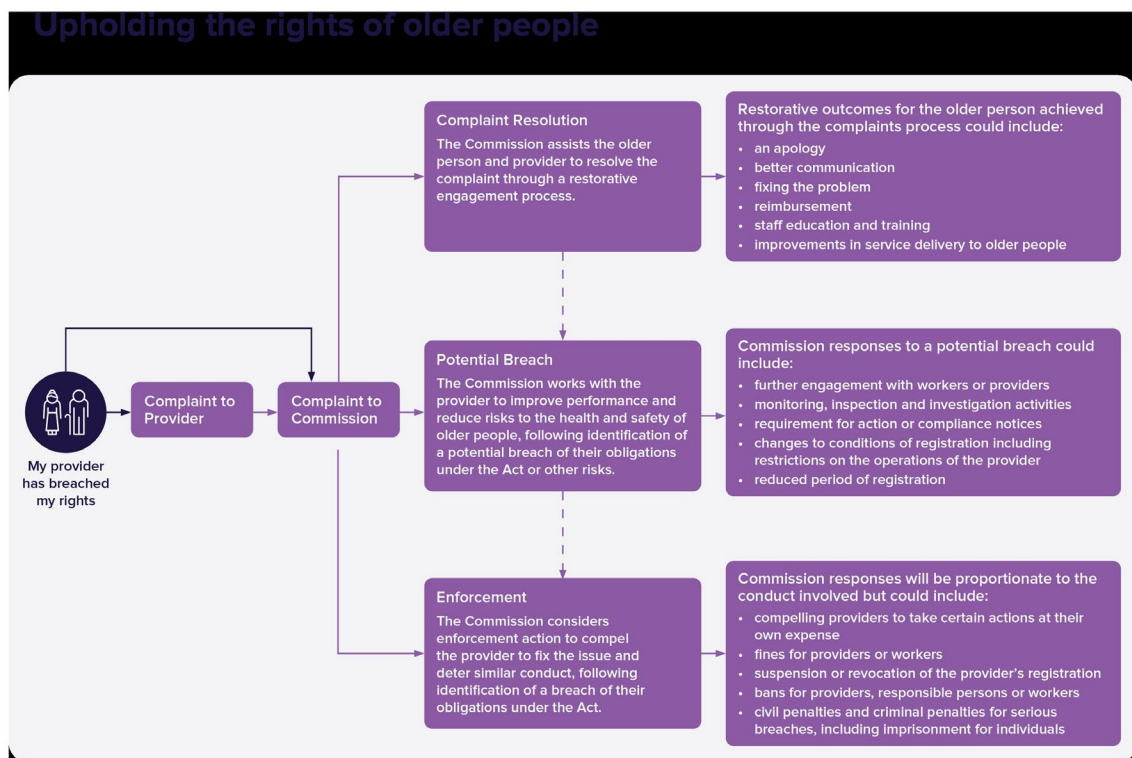 Upholding the rights of older people
My provider
has breached
my rights
Complaint to
Provider
Complaint to
Commission
Complaint Resolution
The Commission assists the older
person and provider to resolve the
complaint through a restorative
engagement process.
Restorative outcomes for the older person achieved
through the complaints process could include:
• an apology
• better communication
• fixing the problem
• reimbursement
• staff education and training
• improvements in service delivery to older people
Potential Breach
The Commission works with the
provider to improve performance and
reduce risks to the health and safety of
older people, following identification of
a potential breach of their obligations
under the Act or other risks.
Commission responses to a potential breach could
include:
• further engagement with workers or providers
• monitoring, inspection and investigation activities
• requirement for action or compliance notices
• changes to conditions of registration including
restrictions on the operations of the provider
• reduced period of registration
Enforcement
The Commission considers
enforcement action to compel
the provider to fix the issue and
deter similar conduct, following
identification of a breach of their
obligations under the Act.
Commission responses will be proportionate to the
conduct involved but could include:
• compelling providers to take certain actions at their
own expense
• fines for providers or workers
• suspension or revocation of the provider's registration
• bans for providers, responsible persons or workers
• civil penalties and criminal penalties for serious
breaches, including imprisonment for individuals